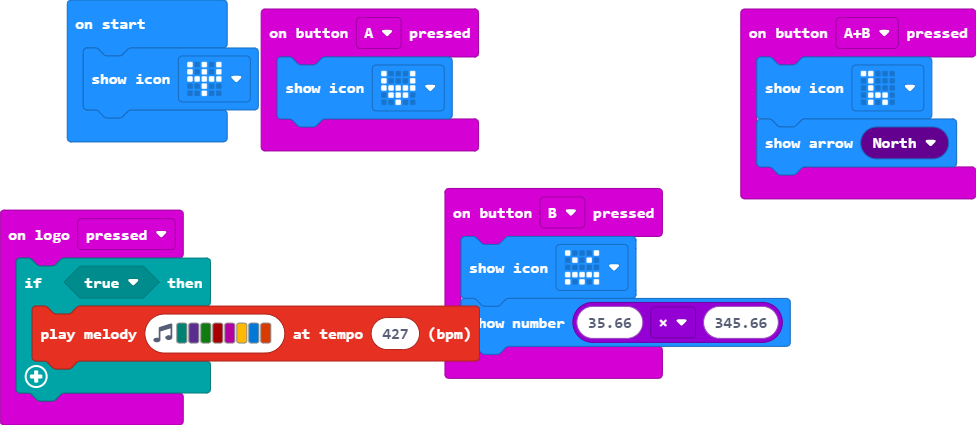 on start
show icon
on button A pressed
show icon
on button A+B pressed
show icon
show arrow North
on logo pressed
if true then
play melody at tempo 427 (bpm)
on button B pressed
show icon
how number 35.66 × 345.66